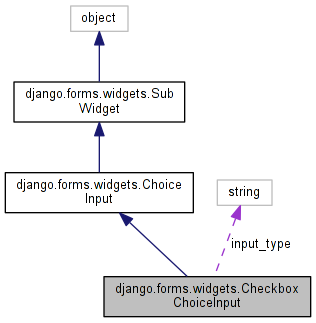 object
django.forms.widgets.Sub
Widget
django.forms.widgets.Choice
Input
string
input_type
django.forms.widgets.Checkbox
ChoiceInput